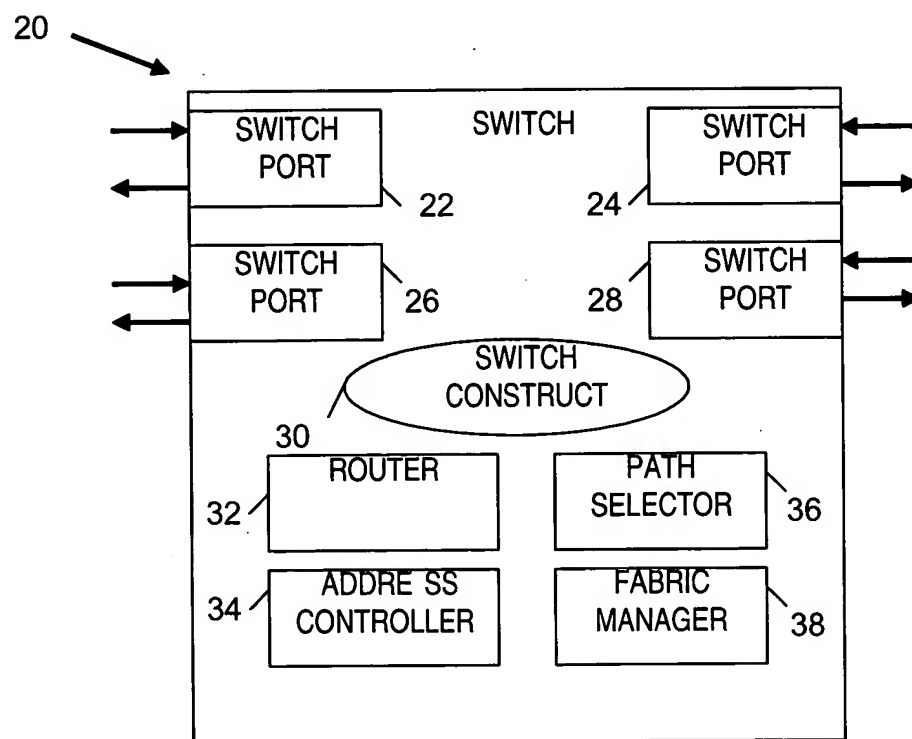 20
SWITCH
PORT
SWITCH
SWITCH
PORT
22
24
SWITCH
PORT
26
28
SWITCH
PORT
SWITCH
CONSTRUCT
30
ROUTER
32
PATH
SELECTOR
36
34
ADDRE SS
CONTROLLER
FABRIC
MANAGER
38